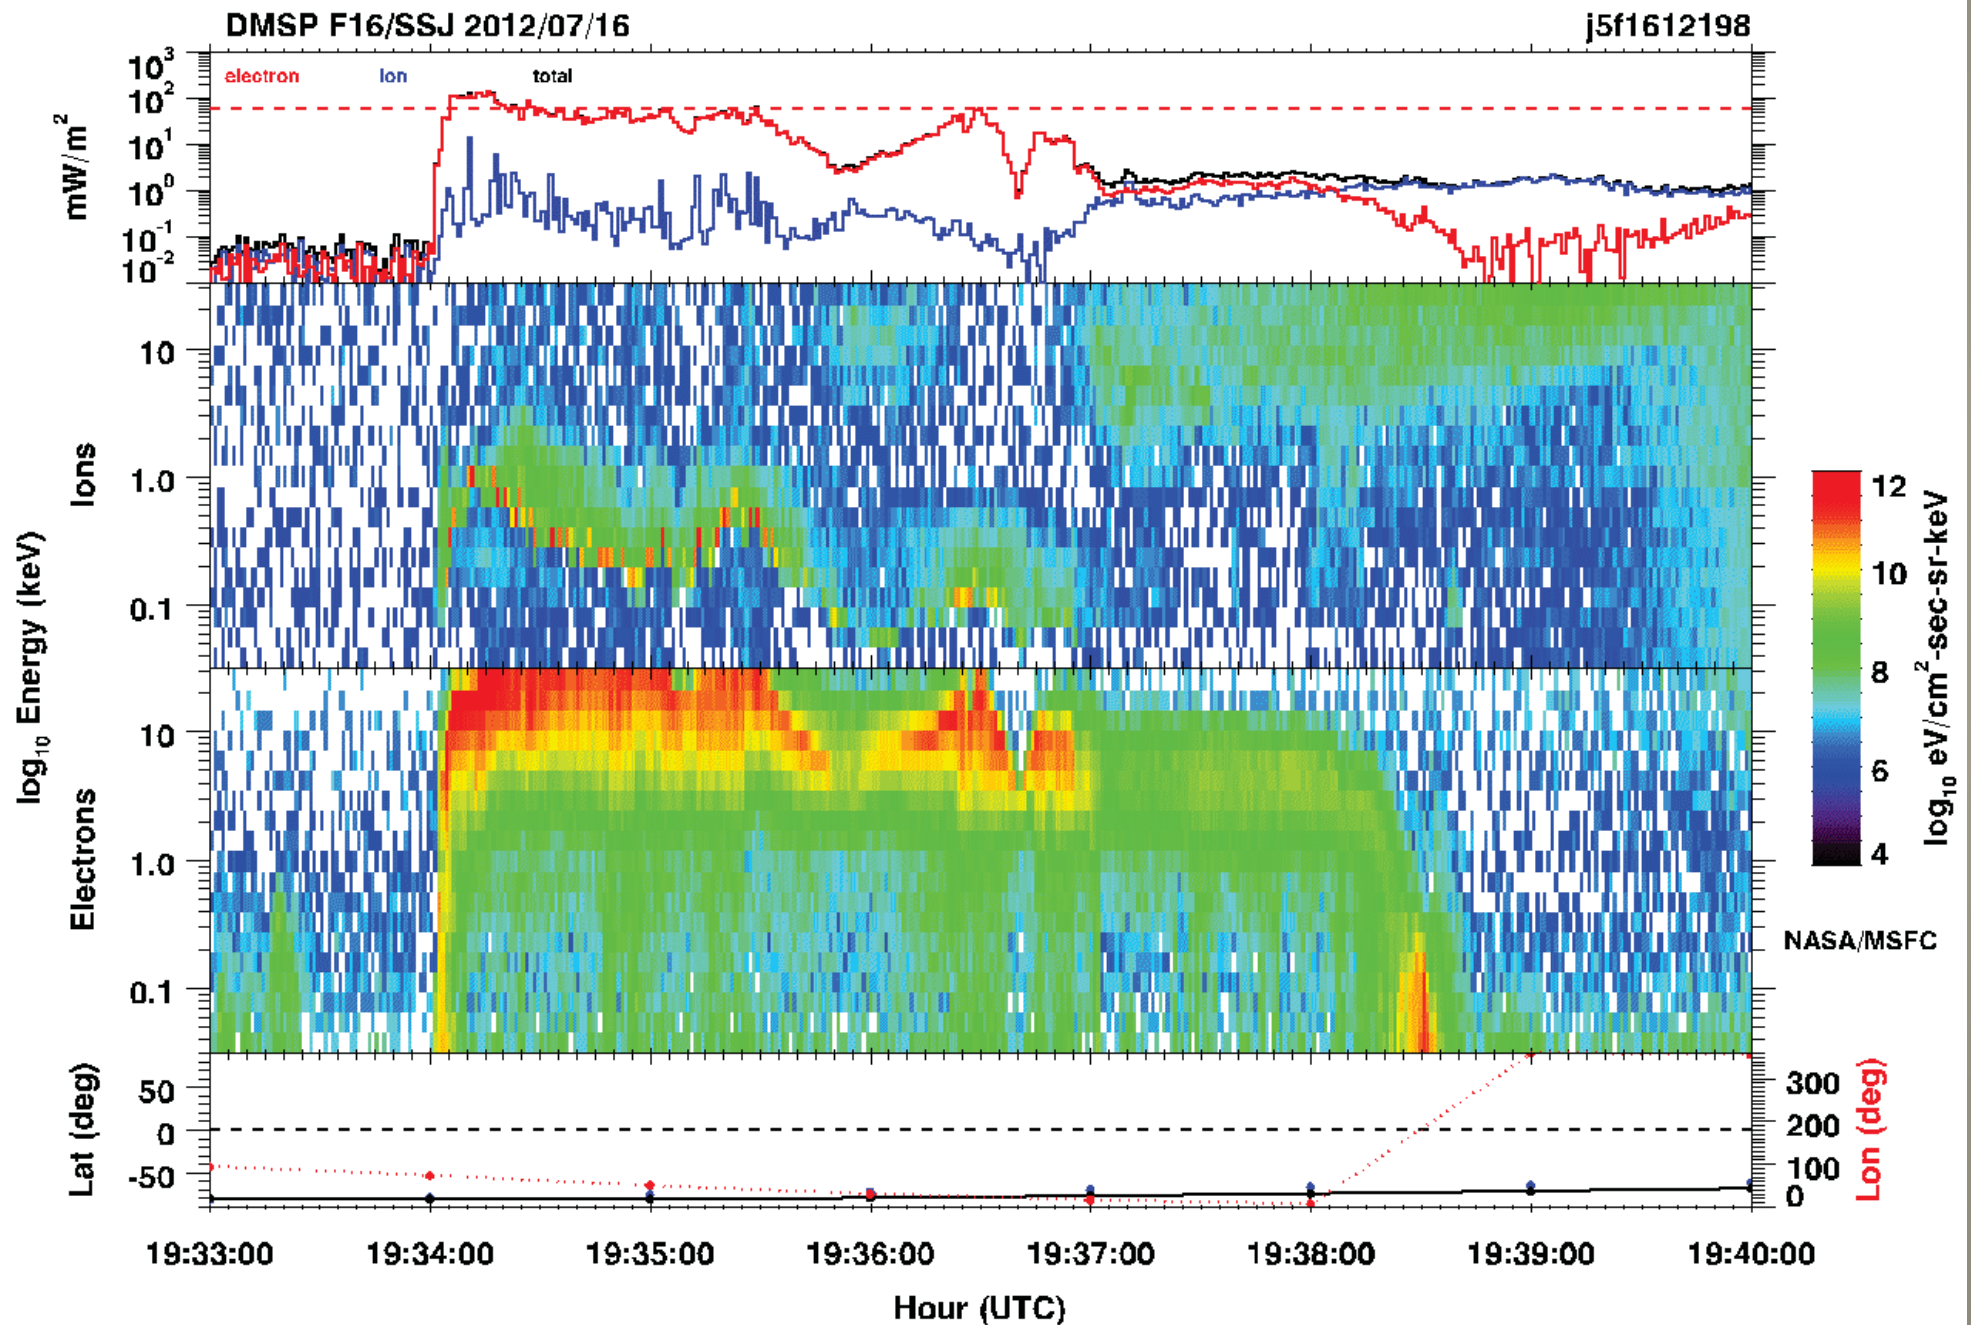 DMSP F16/SSJ 2012/07/16
j5f1612198
electron Ion total
10³
10²
10¹
10⁰
10⁻¹
10⁻²
mW/m²
10
1.0
0.1
Ions
log₁₀ Energy (keV)
10
1.0
0.1
Electrons
12
10
8
6
4
log₁₀ eV/cm²-sec-sr-keV
NASA/MSFC
50
0
-50
Lat (deg)
300
200
100
0
Lon (deg)
19:33:00 19:34:00 19:35:00 19:36:00 19:37:00 19:38:00 19:39:00 19:40:00
Hour (UTC)